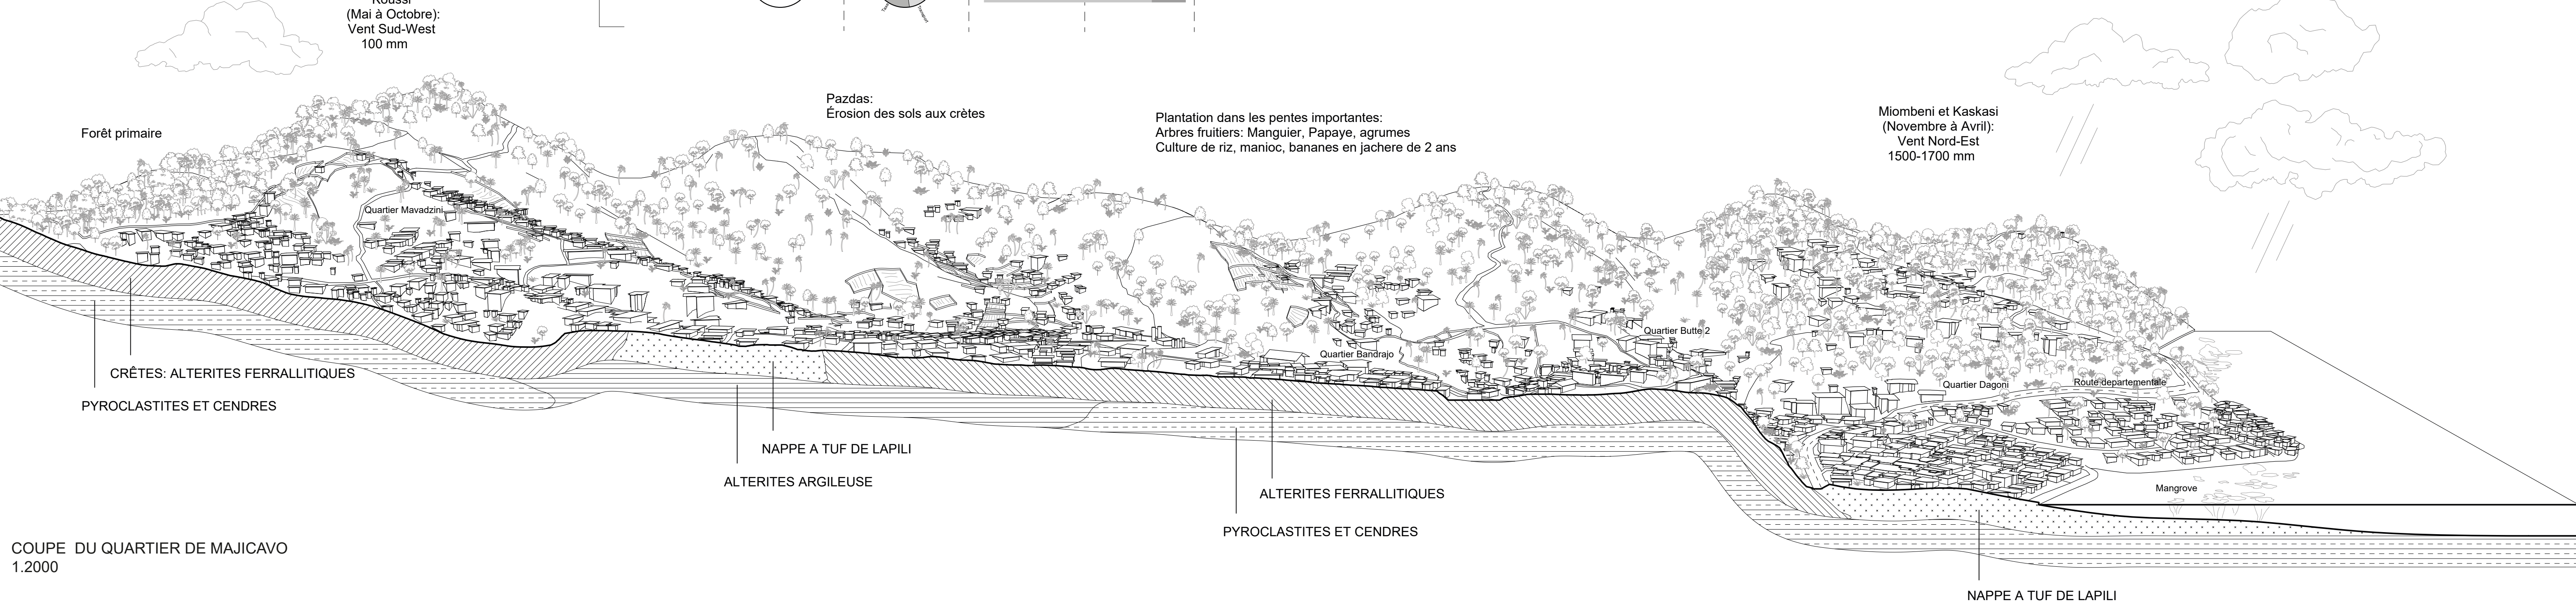 (Mai à Octobre):
Vent Sud-West
100 mm
Forêt primaire
Pazdas:
Érosion des sols aux crètes
Plantation dans les pentes importantes:
Arbres fruitiers: Manguier, Papaye, agrumes
Culture de riz, manioc, bananes en jachere de 2 ans
Miombeni et Kaskasi
(Novembre à Avril):
Vent Nord-Est
1500-1700 mm
Quartier Mavadzini
Quartier Butte 2
Quartier Bandrajo
Quartier Dagoni
Route departementale
Mangrove
CRÊTES: ALTERITES FERRALLITIQUES
PYROCLASTITES ET CENDRES
NAPPE A TUF DE LAPILI
ALTERITES ARGILEUSE
ALTERITES FERRALLITIQUES
PYROCLASTITES ET CENDRES
NAPPE A TUF DE LAPILI
COUPE DU QUARTIER DE MAJICAVO
1.2000